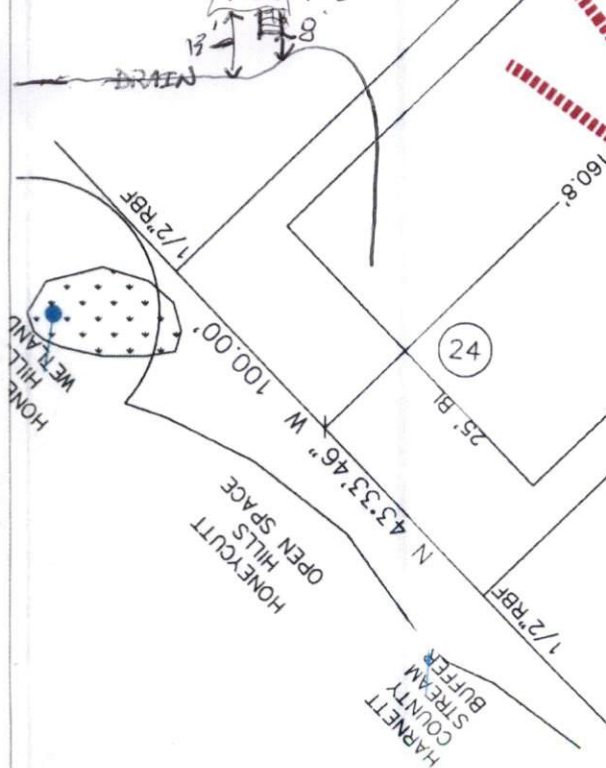 13'
8
DRAIN
1/2"RBF
160.8'
HONEYCUTT
HILLS
OPEN SPACE
N 43°33'46" W 100.00'
24
25' BL
1/2"RBF
HILL
WETLAND
HARNETT
COUNTY
STREAM
BUFFER